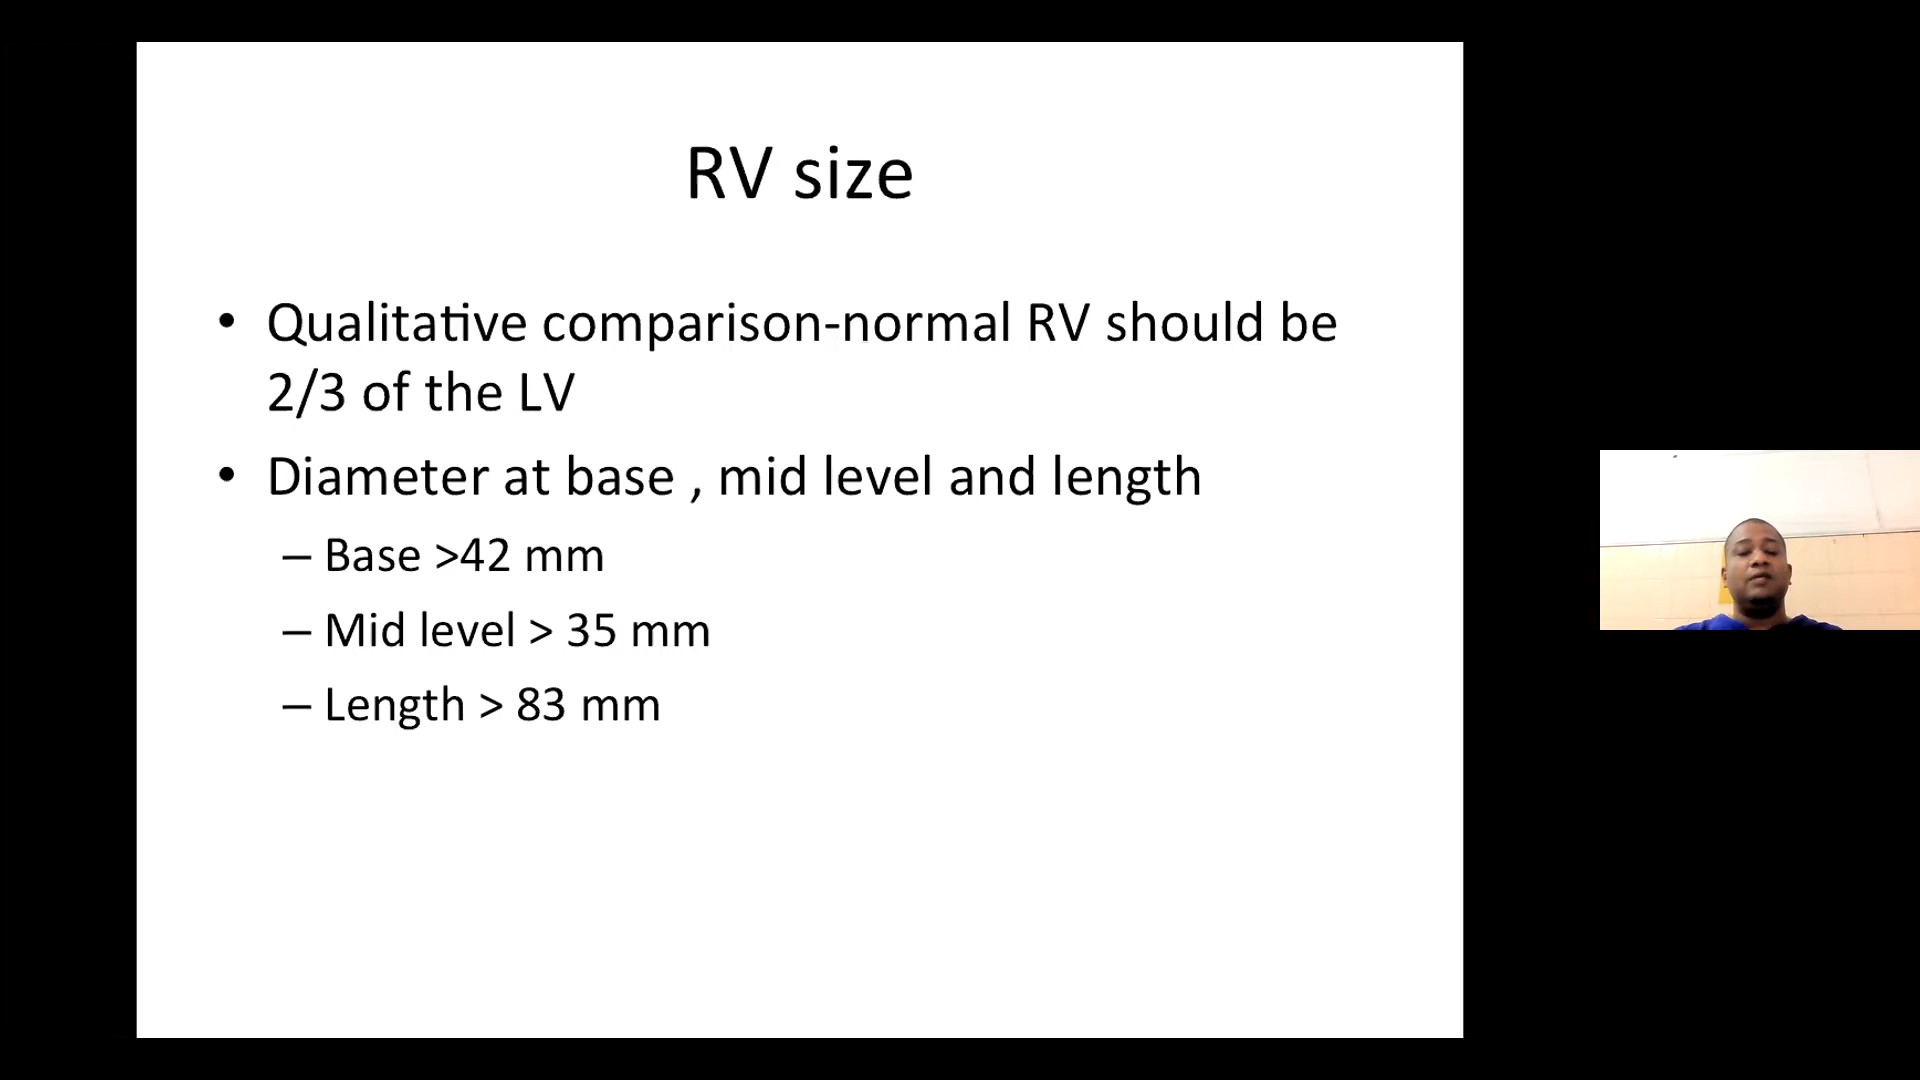 RV size
• Qualitative comparison-normal RV should be
2/3 of the LV
• Diameter at base , mid level and length
– Base >42 mm
– Mid level > 35 mm
– Length > 83 mm